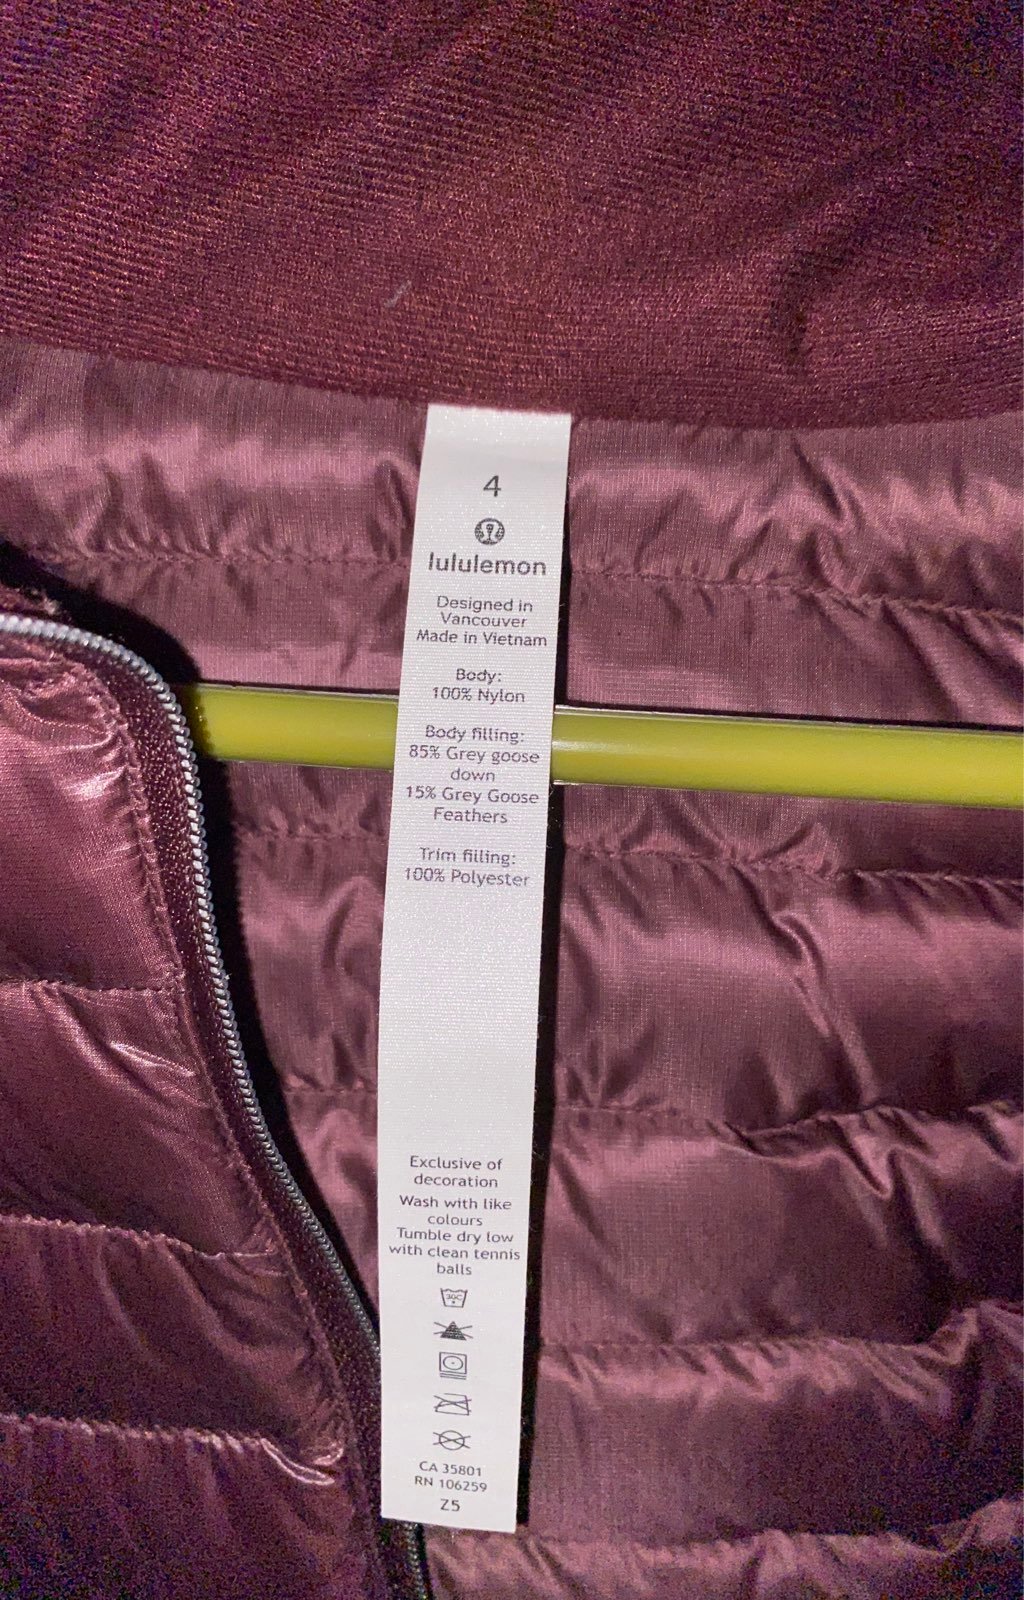 4
lululemon
Designed in
Vancouver
Made in Vietnam
Body:
100% Nylon
Body filling:
85% Grey goose
down
15% Grey Goose
Feathers
Trim filling:
100% Polyester
Exclusive of
decoration
Wash with like
colours
Tumble dry low
with clean tennis
balls
30C
CA 35801
RN 106259
Z5